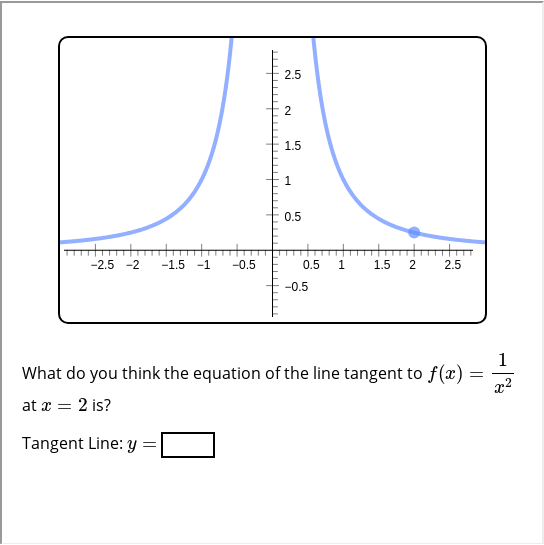 2.5
2
1.5
1
0.5
−2.5 −2 −1.5 −1 −0.5 0.5 1 1.5 2 2.5
−0.5
What do you think the equation of the line tangent to f(x) = 1/x²
at x = 2 is?
Tangent Line: y =